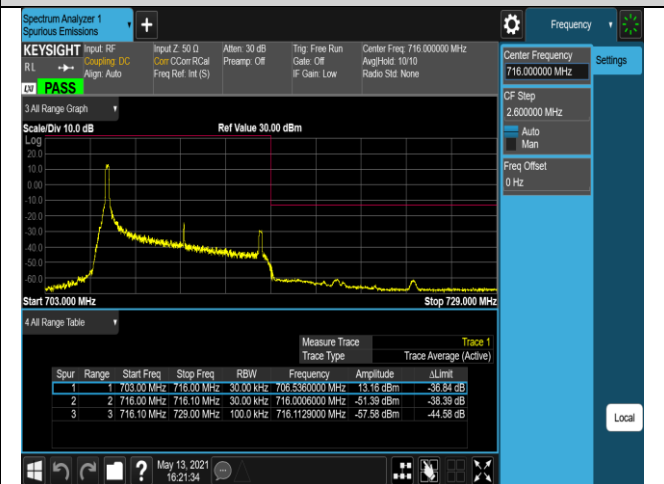 Spectrum Analyzer 1
Spurious Emissions
+
Frequency
KEYSIGHT Input: RF Input Z: 50 Ω Atten: 30 dB Trig: Free Run Center Freq: 716.000000 MHz
RL Coupling: DC Corr CCorr RCal Preamp: Off Gate: Off Avg|Hold: 10/10
Align: Auto Freq Ref: Int (S) IF Gain: Low Radio Std: None
LXI PASS
3 All Range Graph
Scale/Div 10.0 dB Ref Value 30.00 dBm
Log
20.0
10.0
0.00
-10.0
-20.0
-30.0
-40.0
-50.0
-60.0
Start 703.000 MHz Stop 729.000 MHz
4 All Range Table
Measure Trace Trace 1
Trace Type Trace Average (Active)
Spur Range Start Freq Stop Freq RBW Frequency Amplitude ΔLimit
1 1 703.00 MHz 716.00 MHz 30.00 kHz 706.5360000 MHz 13.16 dBm -36.84 dB
2 2 716.00 MHz 716.10 MHz 30.00 kHz 716.0006000 MHz -51.39 dBm -38.39 dB
3 3 716.10 MHz 729.00 MHz 100.0 kHz 716.1129000 MHz -57.58 dBm -44.58 dB
Center Frequency
716.000000 MHz
Settings
CF Step
2.600000 MHz
Auto
Man
Freq Offset
0 Hz
Local
? May 13, 2021
16:21:34